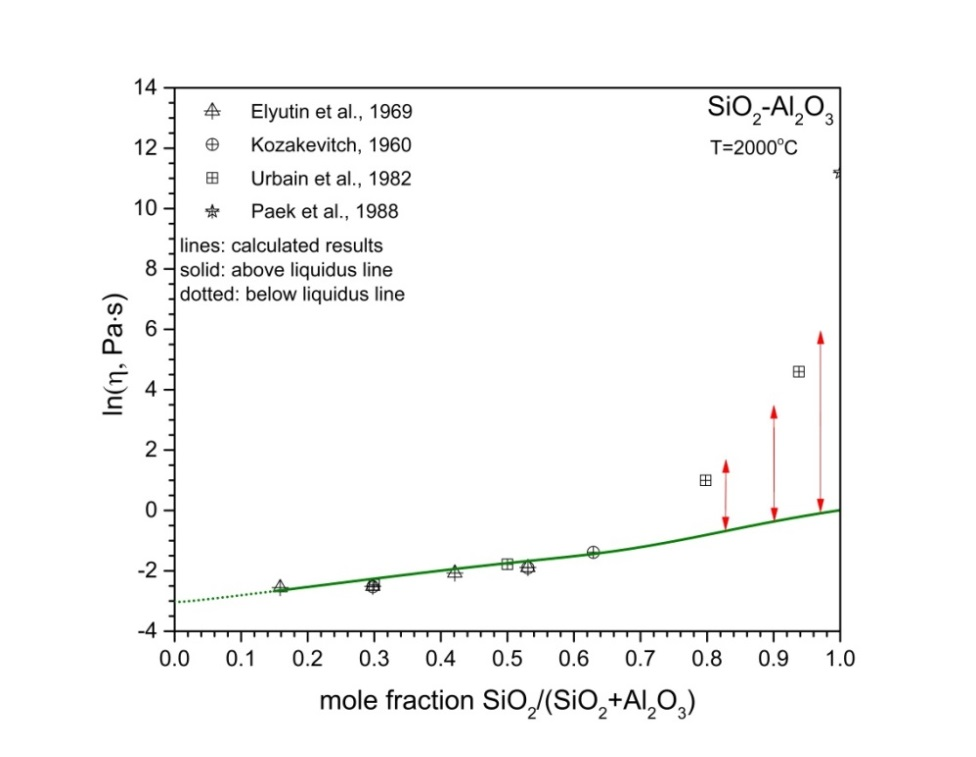 14
12
10
8
6
4
2
0
-2
-4
ln(η, Pa·s)
Elyutin et al., 1969
Kozakevitch, 1960
Urbain et al., 1982
Paek et al., 1988
lines: calculated results
solid: above liquidus line
dotted: below liquidus line
SiO₂-Al₂O₃
T=2000°C
0.0 0.1 0.2 0.3 0.4 0.5 0.6 0.7 0.8 0.9 1.0
mole fraction SiO₂/(SiO₂+Al₂O₃)